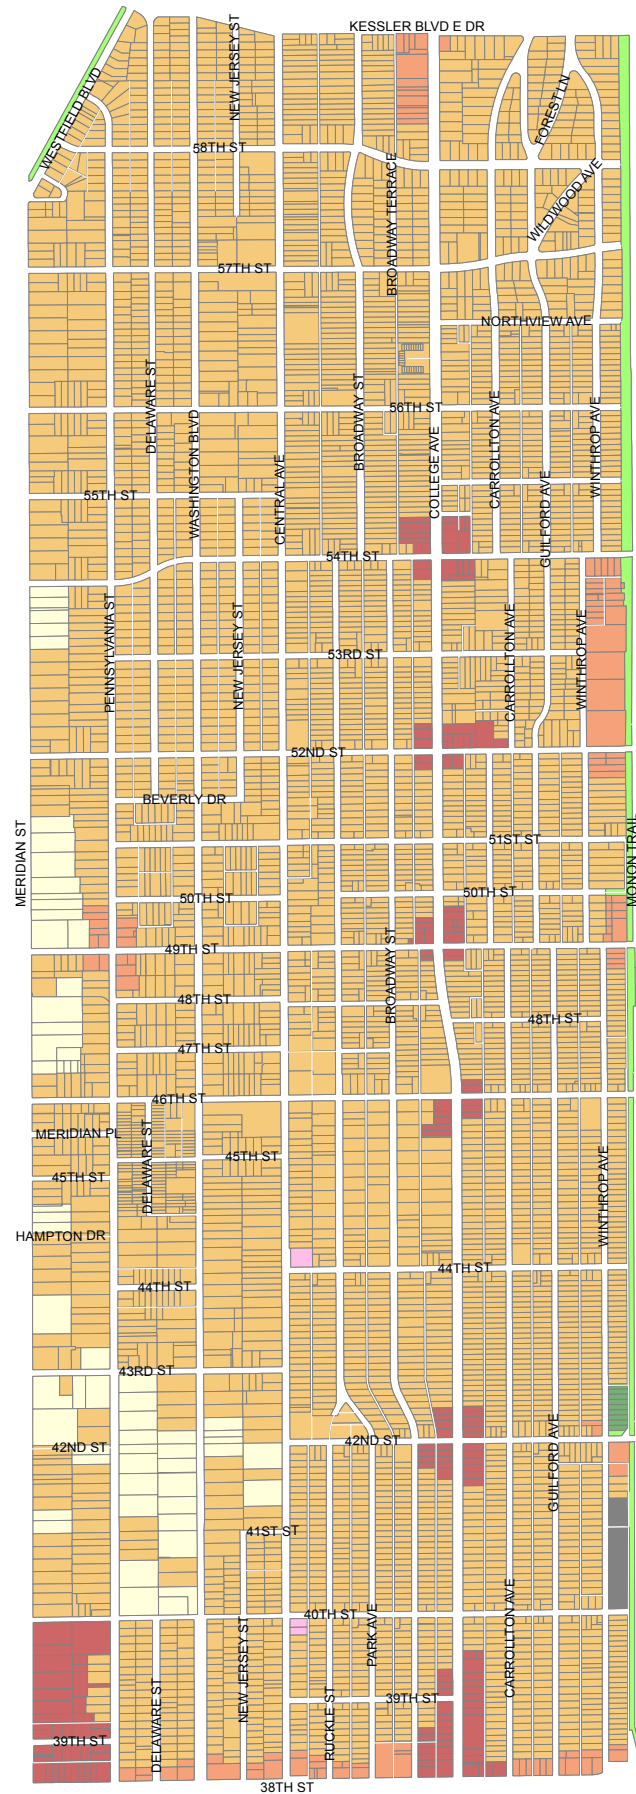 KESSLER BLVD E DR
NEW JERSEY ST
WESTFIELD BLVD
FOREST LN
58TH ST
BROADWAY TERRACE
WILDWOOD AVE
57TH ST
NORTHVIEW AVE
DELAWARE ST
BROADWAY ST
56TH ST
WASHINGTON BLVD
CENTRAL AVE
COLLEGE AVE
CARROLLTON AVE
WINTHROP AVE
GUILFORD AVE
55TH ST
54TH ST
PENNSYLVANIA ST
NEW JERSEY ST
53RD ST
CARROLLTON AVE
WINTHROP AVE
52ND ST
BEVERLY DR
MERIDIAN ST
51ST ST
MONON TRAIL
50TH ST
50TH ST
49TH ST
BROADWAY ST
48TH ST
48TH ST
47TH ST
46TH ST
MERIDIAN PL
DELAWARE ST
45TH ST
45TH ST
WINTHROP AVE
HAMPTON DR
44TH ST
44TH ST
43RD ST
42ND ST
42ND ST
GUILFORD AVE
41ST ST
40TH ST
PARK AVE
CARROLLTON AVE
NEW JERSEY ST
DELAWARE ST
RUCKLE ST
39TH ST
39TH ST
38TH ST